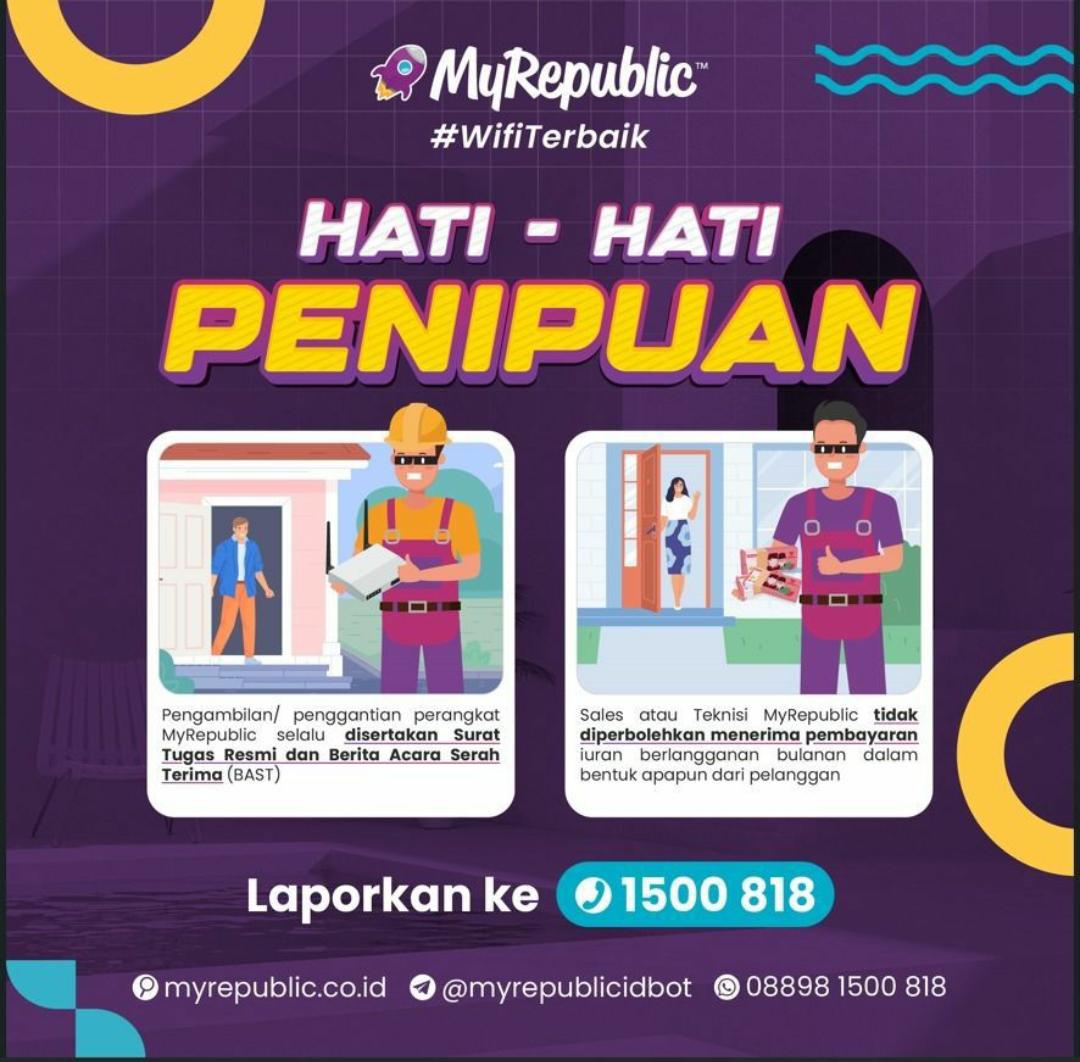 MyRepublic™
#WifiTerbaik
HATI - HATI
PENIPUAN
Pengambilan/ penggantian perangkat
MyRepublic selalu disertakan Surat
Tugas Resmi dan Berita Acara Serah
Terima (BAST)
Sales atau Teknisi MyRepublic tidak
diperbolehkan menerima pembayaran
iuran berlangganan bulanan dalam
bentuk apapun dari pelanggan
Laporkan ke 1500 818
myrepublic.co.id @myrepublicidbot 08898 1500 818